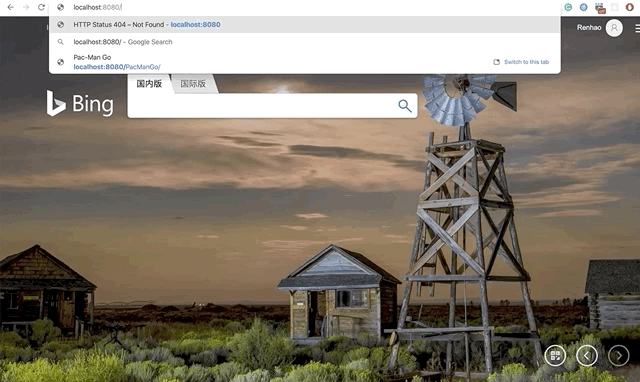 localhost:8080/
HTTP Status 404 – Not Found - localhost:8080
localhost:8080/ - Google Search
Pac-Man Go
localhost:8080/PacManGo/
Switch to this tab
Renhao
国内版
国际版
Bing